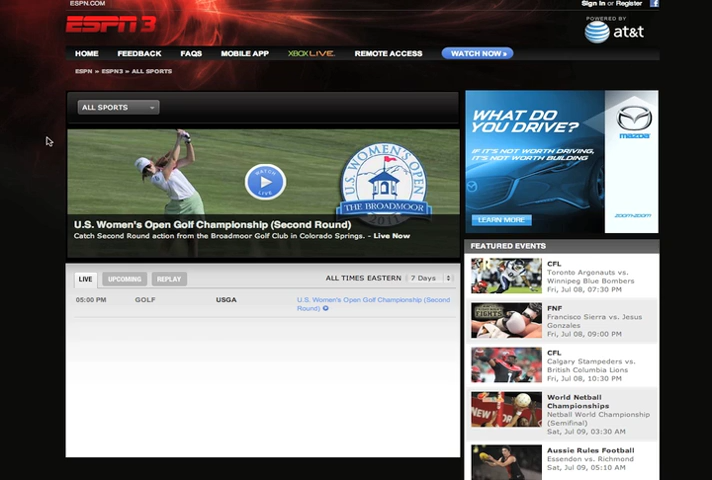 ESPN.COM
Sign In or Register
f
ESPN 3
POWERED BY
at&t
HOME
FEEDBACK
FAQS
MOBILE APP
XBOX LIVE
REMOTE ACCESS
WATCH NOW »
ESPN » ESPN3 » ALL SPORTS
ALL SPORTS
WATCH
LIVE
U.S. WOMEN'S OPEN
THE BROADMOOR
U.S. Women's Open Golf Championship (Second Round)
Catch Second Round action from the Broadmoor Golf Club in Colorado Springs. - Live Now
WHAT DO
YOU DRIVE?
IF IT'S NOT WORTH DRIVING,
IT'S NOT WORTH BUILDING
LEARN MORE
mazda
zoom-zoom
LIVE
UPCOMING
REPLAY
ALL TIMES EASTERN
7 Days
05:00 PM
GOLF
USGA
U.S. Women's Open Golf Championship (Second
Round)
FEATURED EVENTS
CFL
Toronto Argonauts vs.
Winnipeg Blue Bombers
Fri, Jul 08, 07:30 PM
FNF
Francisco Sierra vs. Jesus
Gonzales
Fri, Jul 08, 09:00 PM
CFL
Calgary Stampeders vs.
British Columbia Lions
Fri, Jul 08, 10:30 PM
World Netball
Championships
Netball World Championship
(Semifinal)
Sat, Jul 09, 03:30 AM
Aussie Rules Football
Essendon vs. Richmond
Sat, Jul 09, 05:10 AM